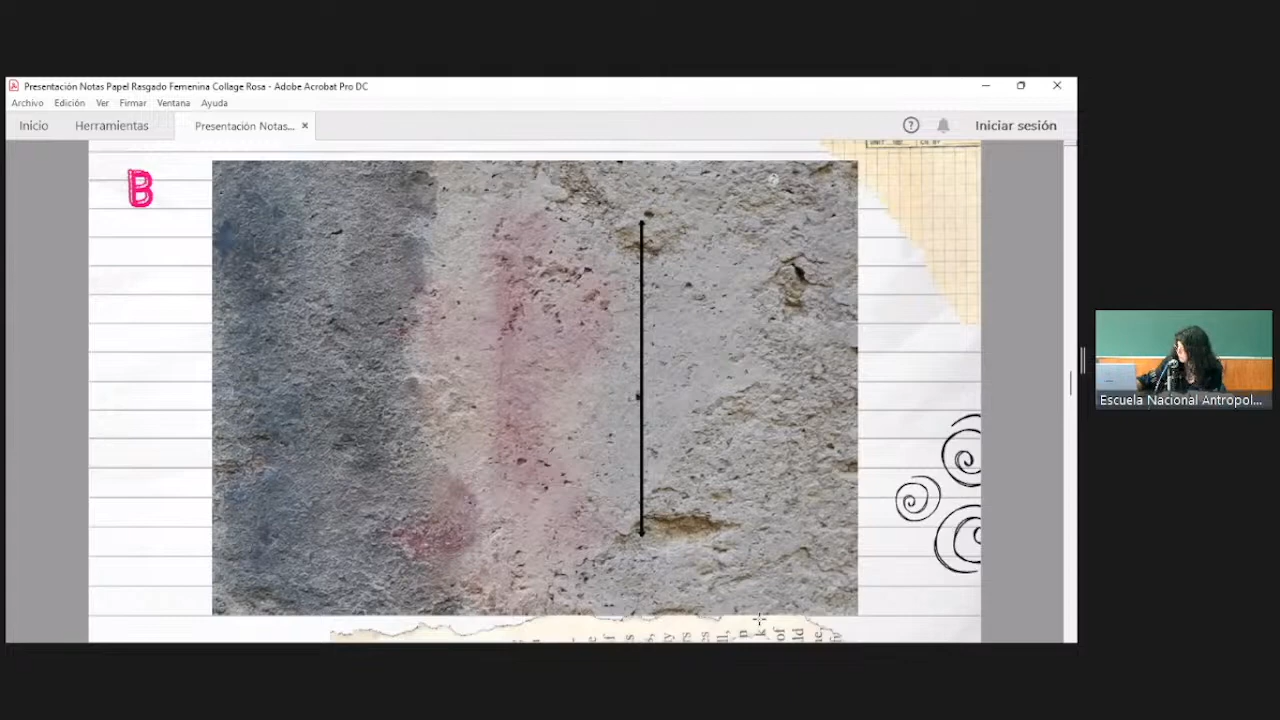 Presentación Notas Papel Rasgado Femenina Collage Rosa - Adobe Acrobat Pro DC
Archivo Edición Ver Firmar Ventana Ayuda
Inicio Herramientas Presentación Notas... × Iniciar sesión
B
Escuela Nacional Antropol...